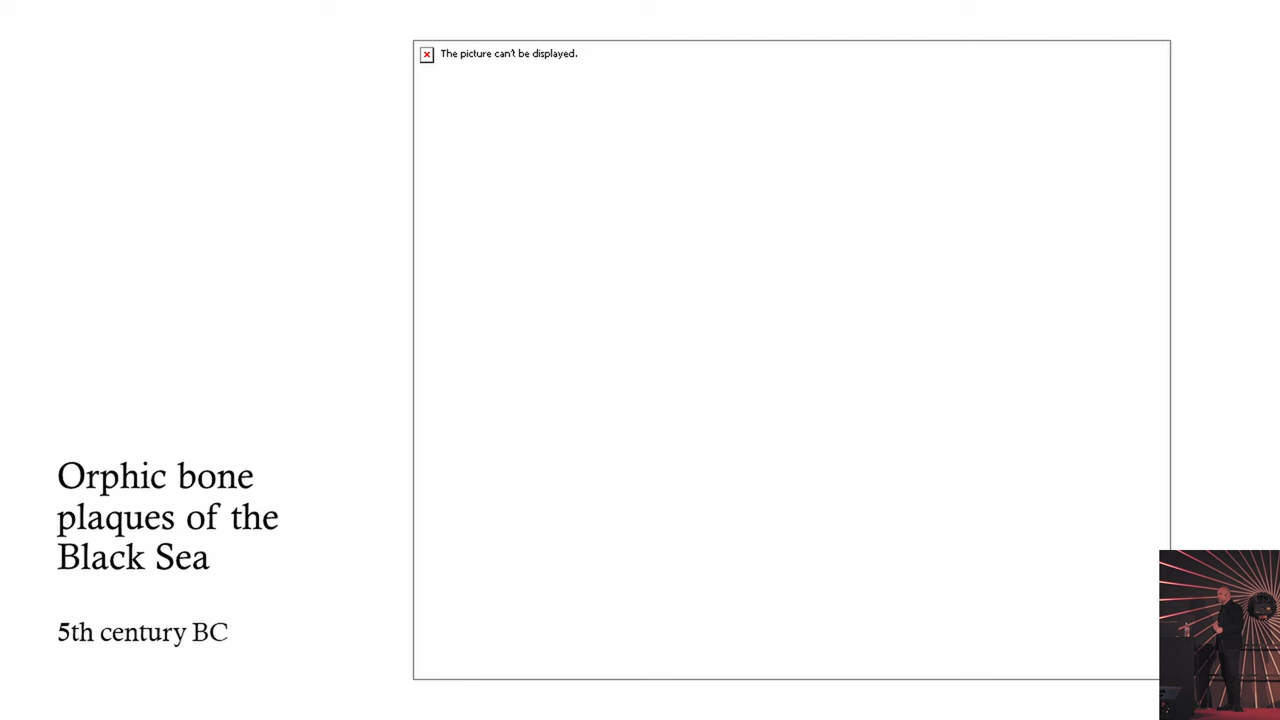 The picture can't be displayed.
Orphic bone
plaques of the
Black Sea
5th century BC